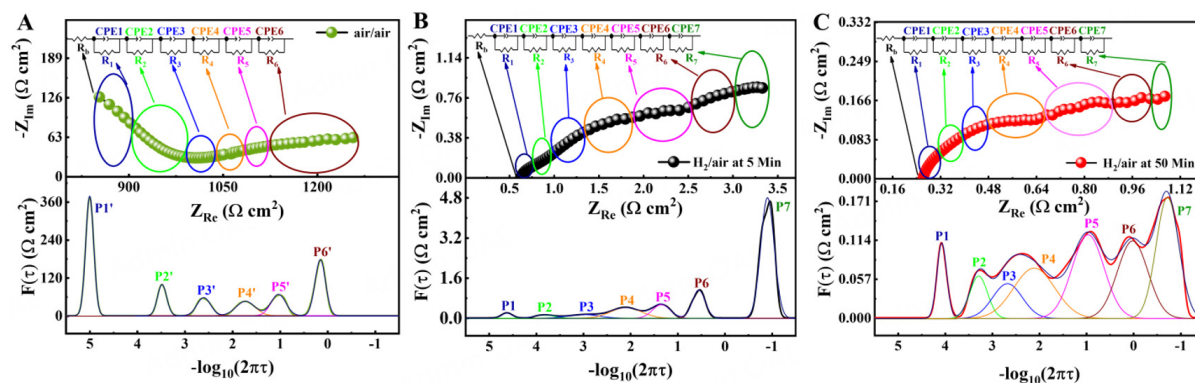 A
CPE1 CPE2 CPE3 CPE4 CPE5 CPE6
Rb R1 R2 R3 R4 R5 R6
air/air
-ZIm (Ω cm²)
189
126
63
0
900 1050 1200
ZRe (Ω cm²)
F(τ) (Ω cm²)
360
240
120
0
P1' P2' P3' P4' P5' P6'
5 4 3 2 1 0 -1
-log10(2πτ)
B
CPE1 CPE2 CPE3 CPE4 CPE5 CPE6 CPE7
Rb R1 R2 R3 R4 R5 R6 R7
H2/air at 5 Min
-ZIm (Ω cm²)
1.14
0.76
0.38
0.00
0.0 0.5 1.0 1.5 2.0 2.5 3.0 3.5
ZRe (Ω cm²)
F(τ) (Ω cm²)
4.8
3.2
1.6
0.0
P1 P2 P3 P4 P5 P6 P7
5 4 3 2 1 0 -1
-log10(2πτ)
C
CPE1 CPE2 CPE3 CPE4 CPE5 CPE6 CPE7
Rb R1 R2 R3 R4 R5 R6 R7
H2/air at 50 Min
-ZIm (Ω cm²)
0.332
0.249
0.166
0.083
0.000
0.16 0.32 0.48 0.64 0.80 0.96 1.12
ZRe (Ω cm²)
F(τ) (Ω cm²)
0.171
0.114
0.057
0.000
P1 P2 P3 P4 P5 P6 P7
5 4 3 2 1 0 -1
-log10(2πτ)